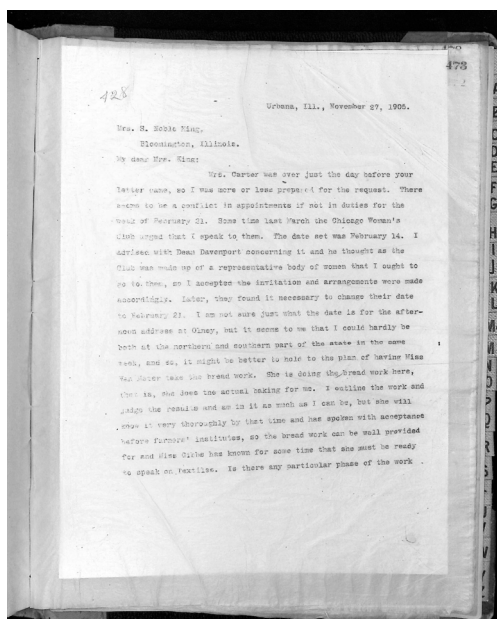 473
428
Urbana, Ill., November 27, 1905.
Mrs. H. Noble King,
Bloomington, Illinois.
My dear Mrs. King:
Mrs. Carter was over just the day before your
letter came, so I was more or less prepared for the request. There
seems to be a conflict in appointments if not in duties for the
week of February 21. Some time last March the Chicago Woman's
Club urged that I speak to them. The date set was February 14. I
advised with Dean Davenport concerning it and he thought as the
Club was made up of a representative body of women that I ought to
go to them, so I accepted the invitation and arrangements were made
accordingly. Later, they found it necessary to change their date
to February 21. I am not sure just what the date is for the after-
noon address at Olney, but it seems to me that I could hardly be
both at the northern and southern part of the state in the same
week, and so, it might be better to hold to the plan of having Miss
Van Meter take the bread work. She is doing the bread work here,
that is, she does the actual baking for me. I outline the work and
judge the results and am in it as much as I can be, but she will
know it very thoroughly by that time and has spoken with acceptance
before farmers' institutes, so the bread work can be well provided
for and Miss Gibbs has known for some time that she must be ready
to speak on textiles. Is there any particular phase of the work
A
B
C
D
E
F
G
H
I
J
K
L
M
N
O
P
Q
R
S
U
V
W